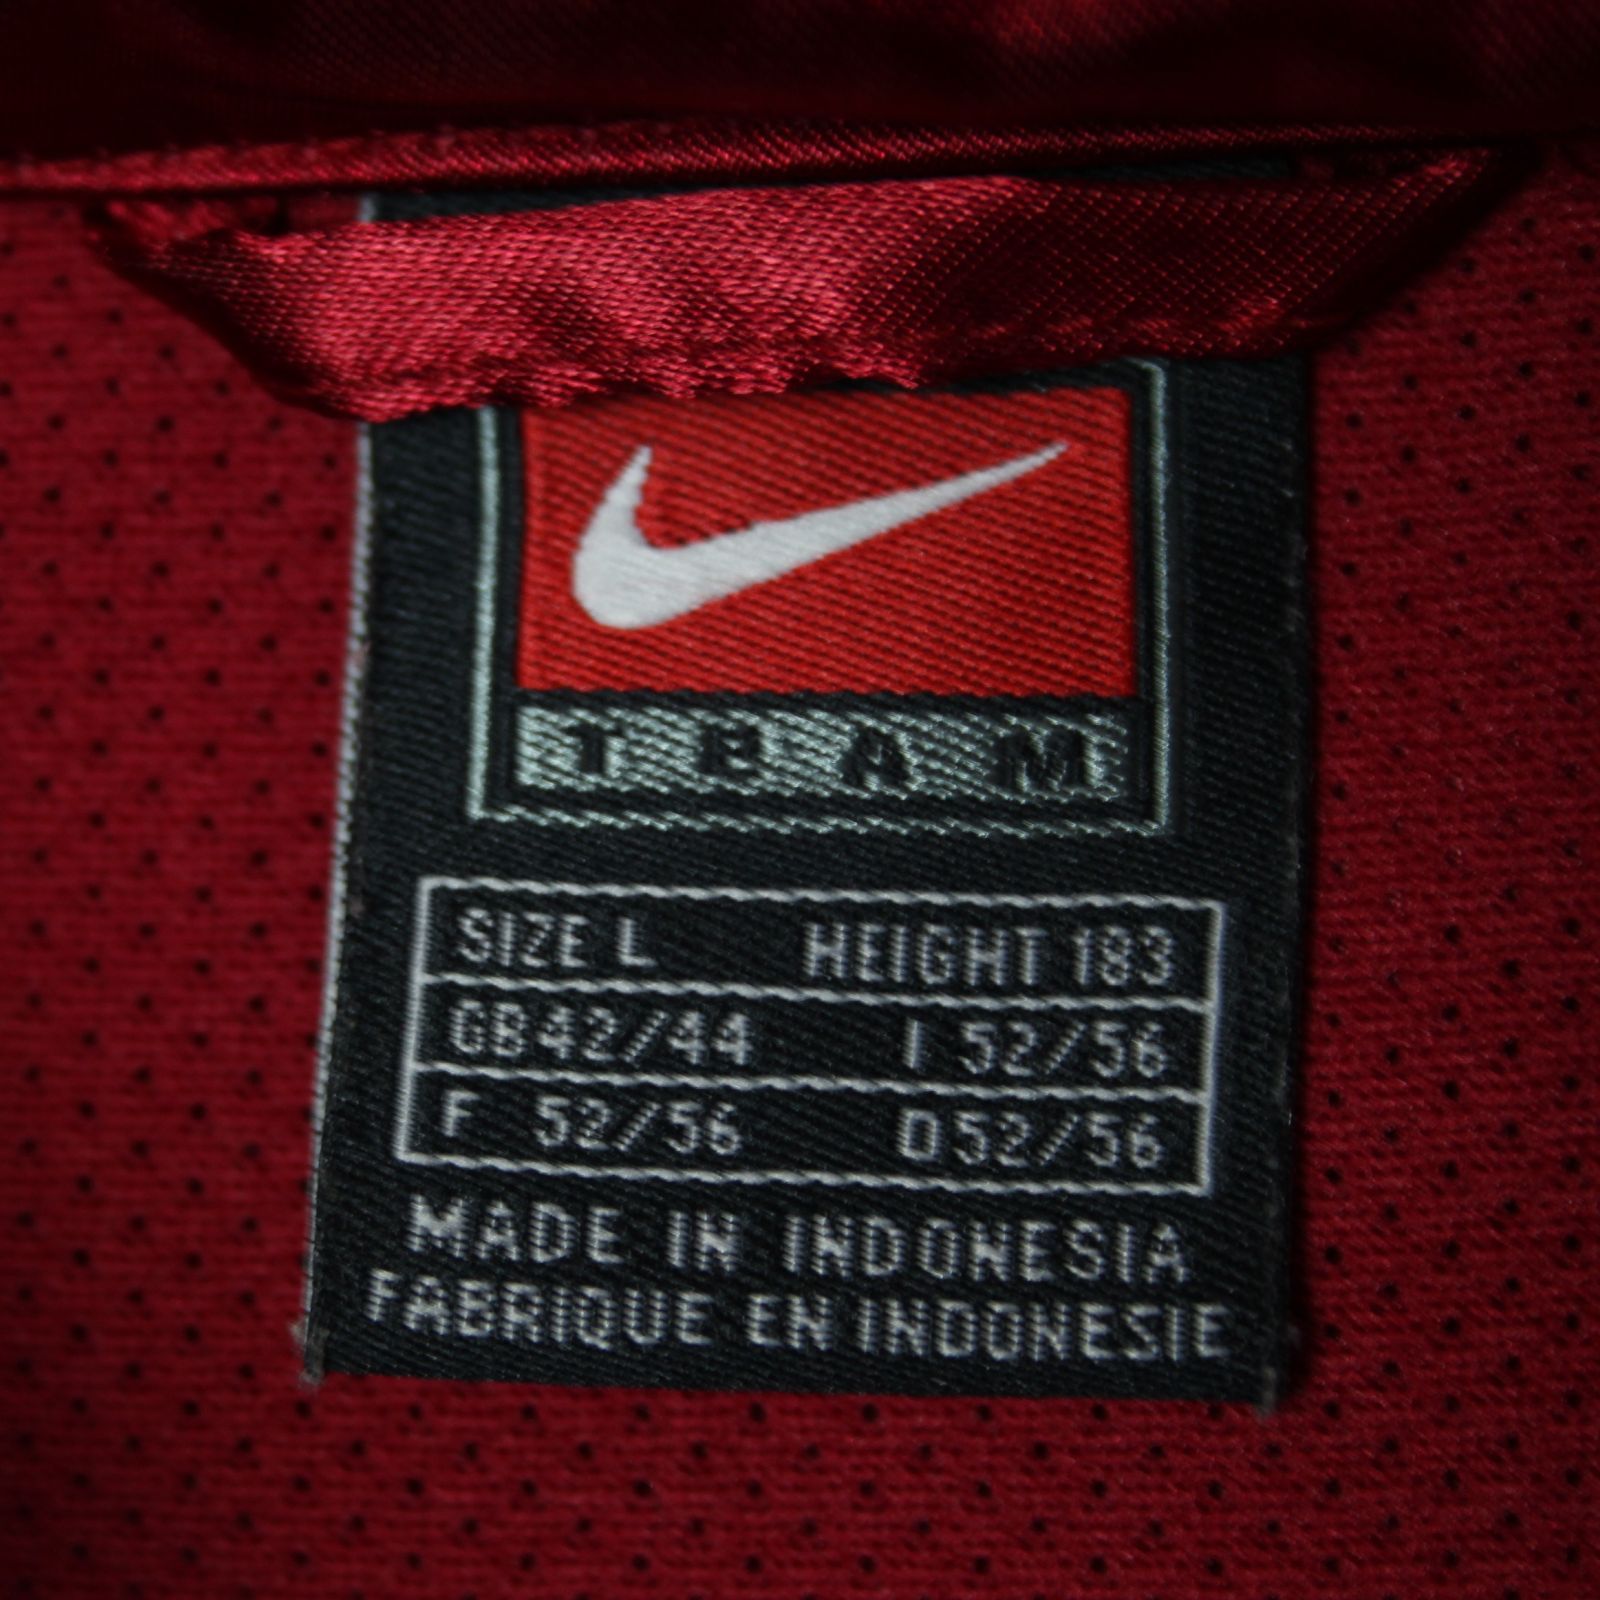 TEAM
SIZE L HEIGHT 183
GB42/44 I 52/56
F 52/56 D52/56
MADE IN INDONESIA
FABRIQUE EN INDONESIE